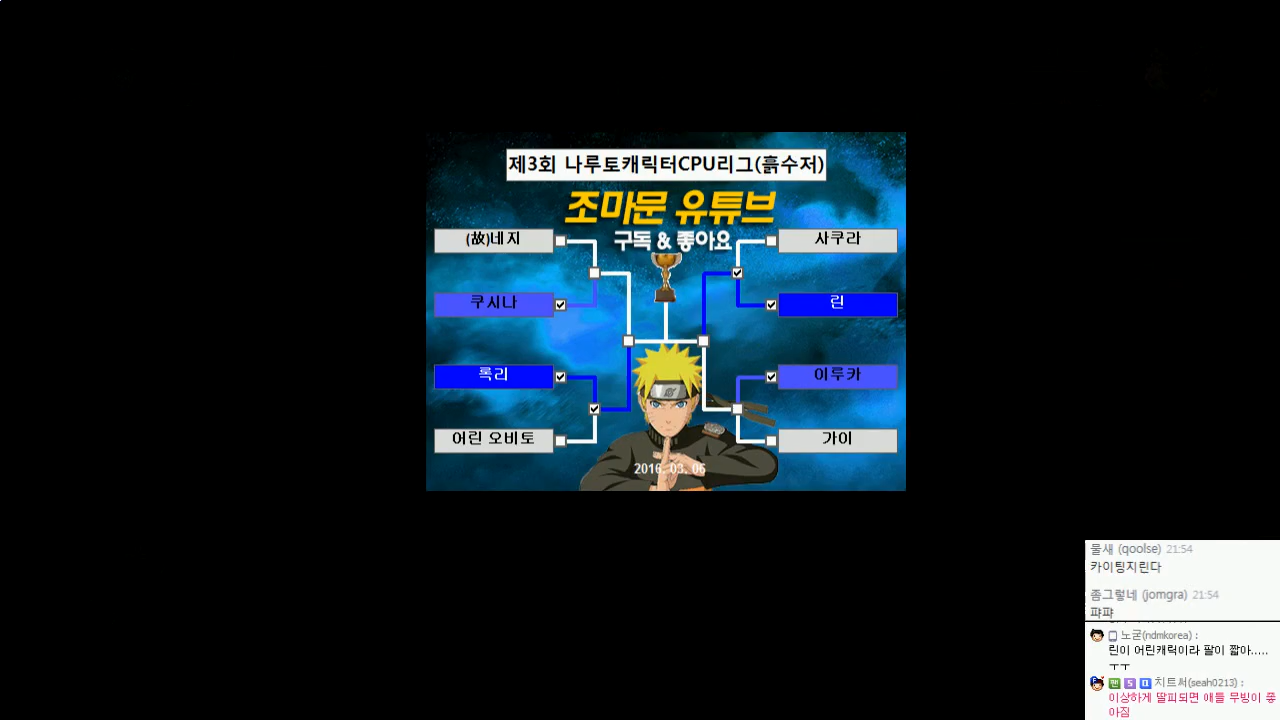 제3회 나루토캐릭터CPU리그(흙수저)
조마문 유튜브
구독 & 좋아요
(故)네지
사쿠라
쿠시나
린
록리
이루카
어린 오비토
가이
2016. 03. 06
물새 (qoolse) 21:54
카이팅지린다
좀그렇네 (jomgra) 21:54
퍄퍄
노굳(ndmkorea) :
린이 어린캐릭이라 팔이 짧아.....
ㅜㅜ
팬 S 치트써(seah0213) :
이상하게 딸피되면 애들 무빙이 좋
아짐